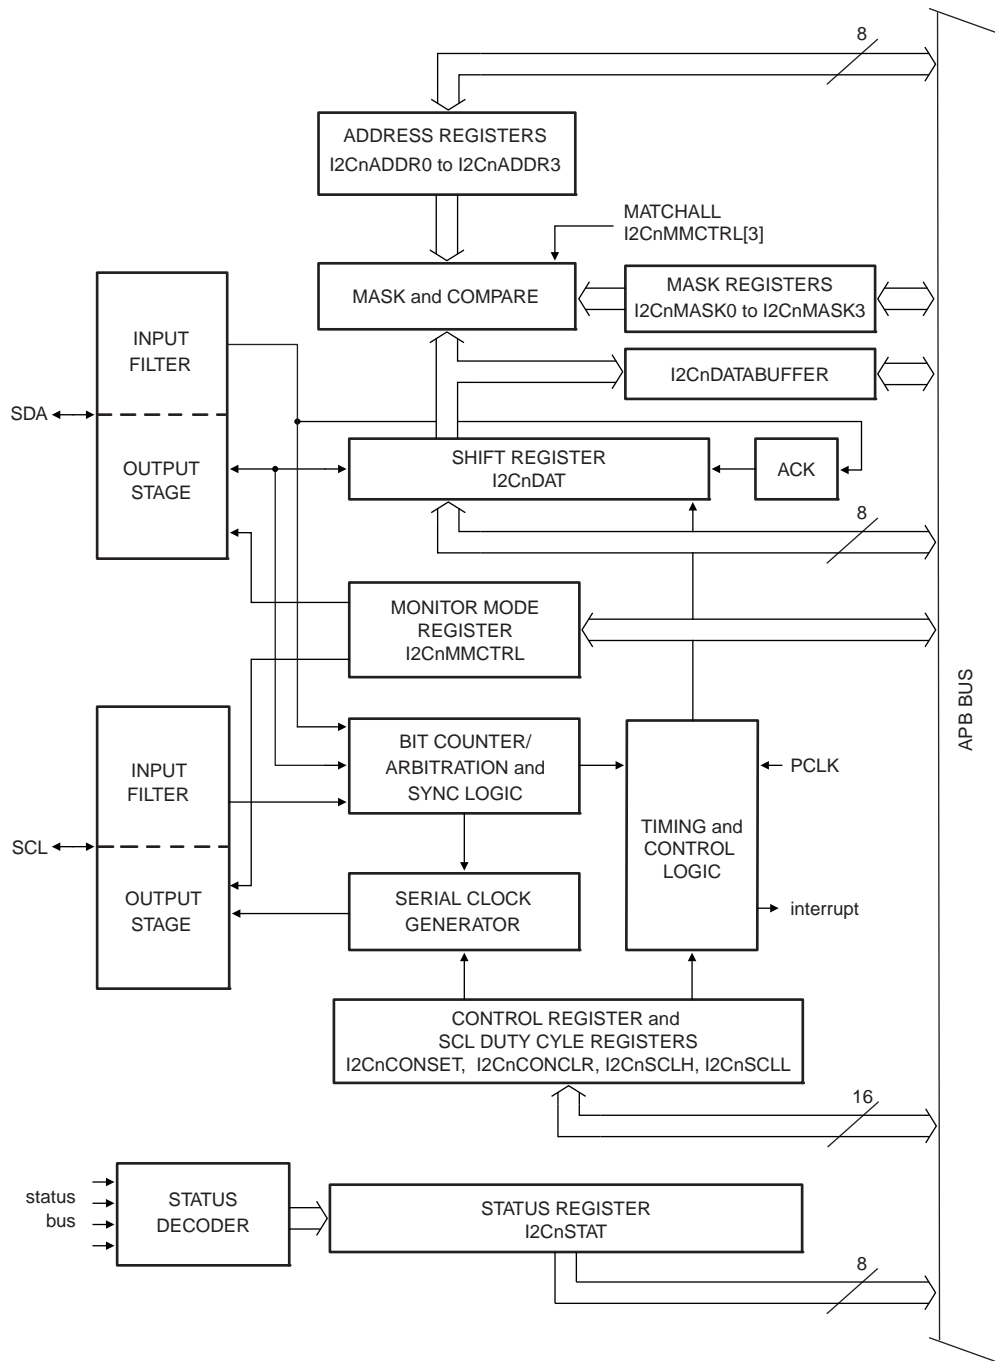 8
ADDRESS REGISTERS
I2CnADDR0 to I2CnADDR3
MATCHALL
I2CnMMCTRL[3]
MASK and COMPARE
MASK REGISTERS
I2CnMASK0 to I2CnMASK3
INPUT
FILTER
I2CnDATABUFFER
SDA
OUTPUT
STAGE
SHIFT REGISTER
I2CnDAT
ACK
8
MONITOR MODE
REGISTER
I2CnMMCTRL
APB BUS
INPUT
FILTER
BIT COUNTER/
ARBITRATION and
SYNC LOGIC
PCLK
SCL
TIMING and
CONTROL
LOGIC
OUTPUT
STAGE
SERIAL CLOCK
GENERATOR
interrupt
CONTROL REGISTER and
SCL DUTY CYLE REGISTERS
I2CnCONSET, I2CnCONCLR, I2CnSCLH, I2CnSCLL
16
status
bus
STATUS
DECODER
STATUS REGISTER
I2CnSTAT
8